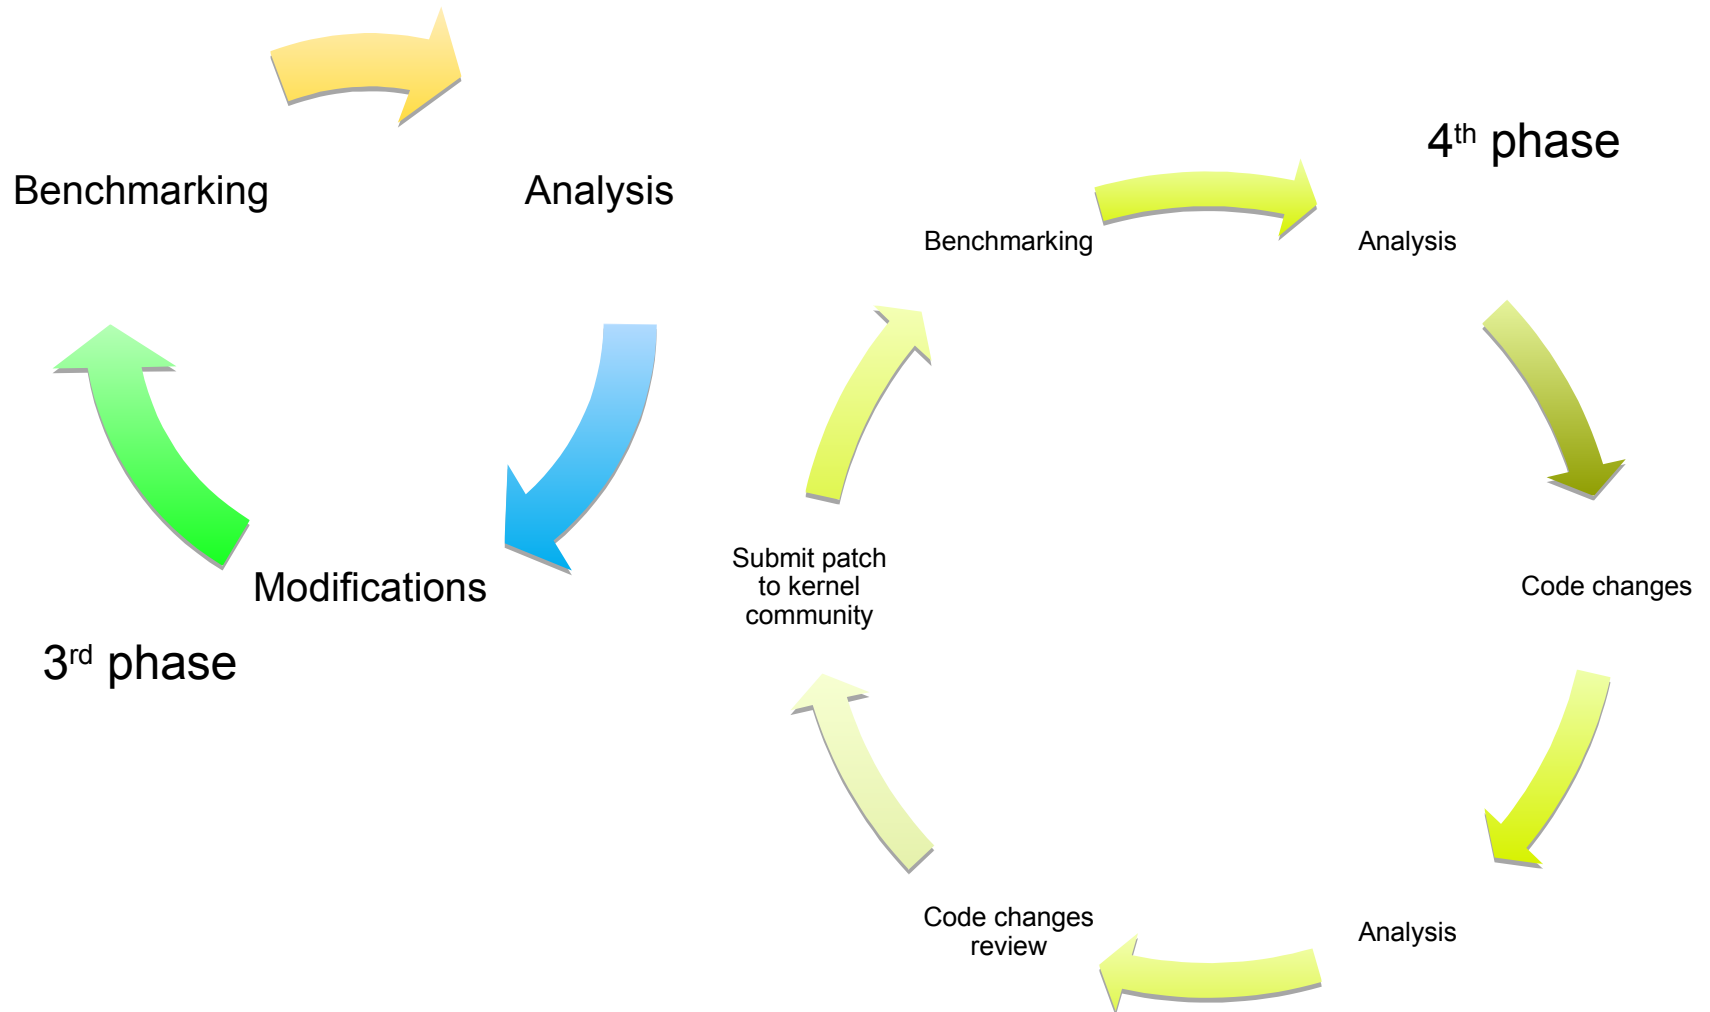 Benchmarking
Analysis
Modifications
3rd phase
4th phase
Benchmarking
Analysis
Code changes
Analysis
Code changes
review
Submit patch
to kernel
community